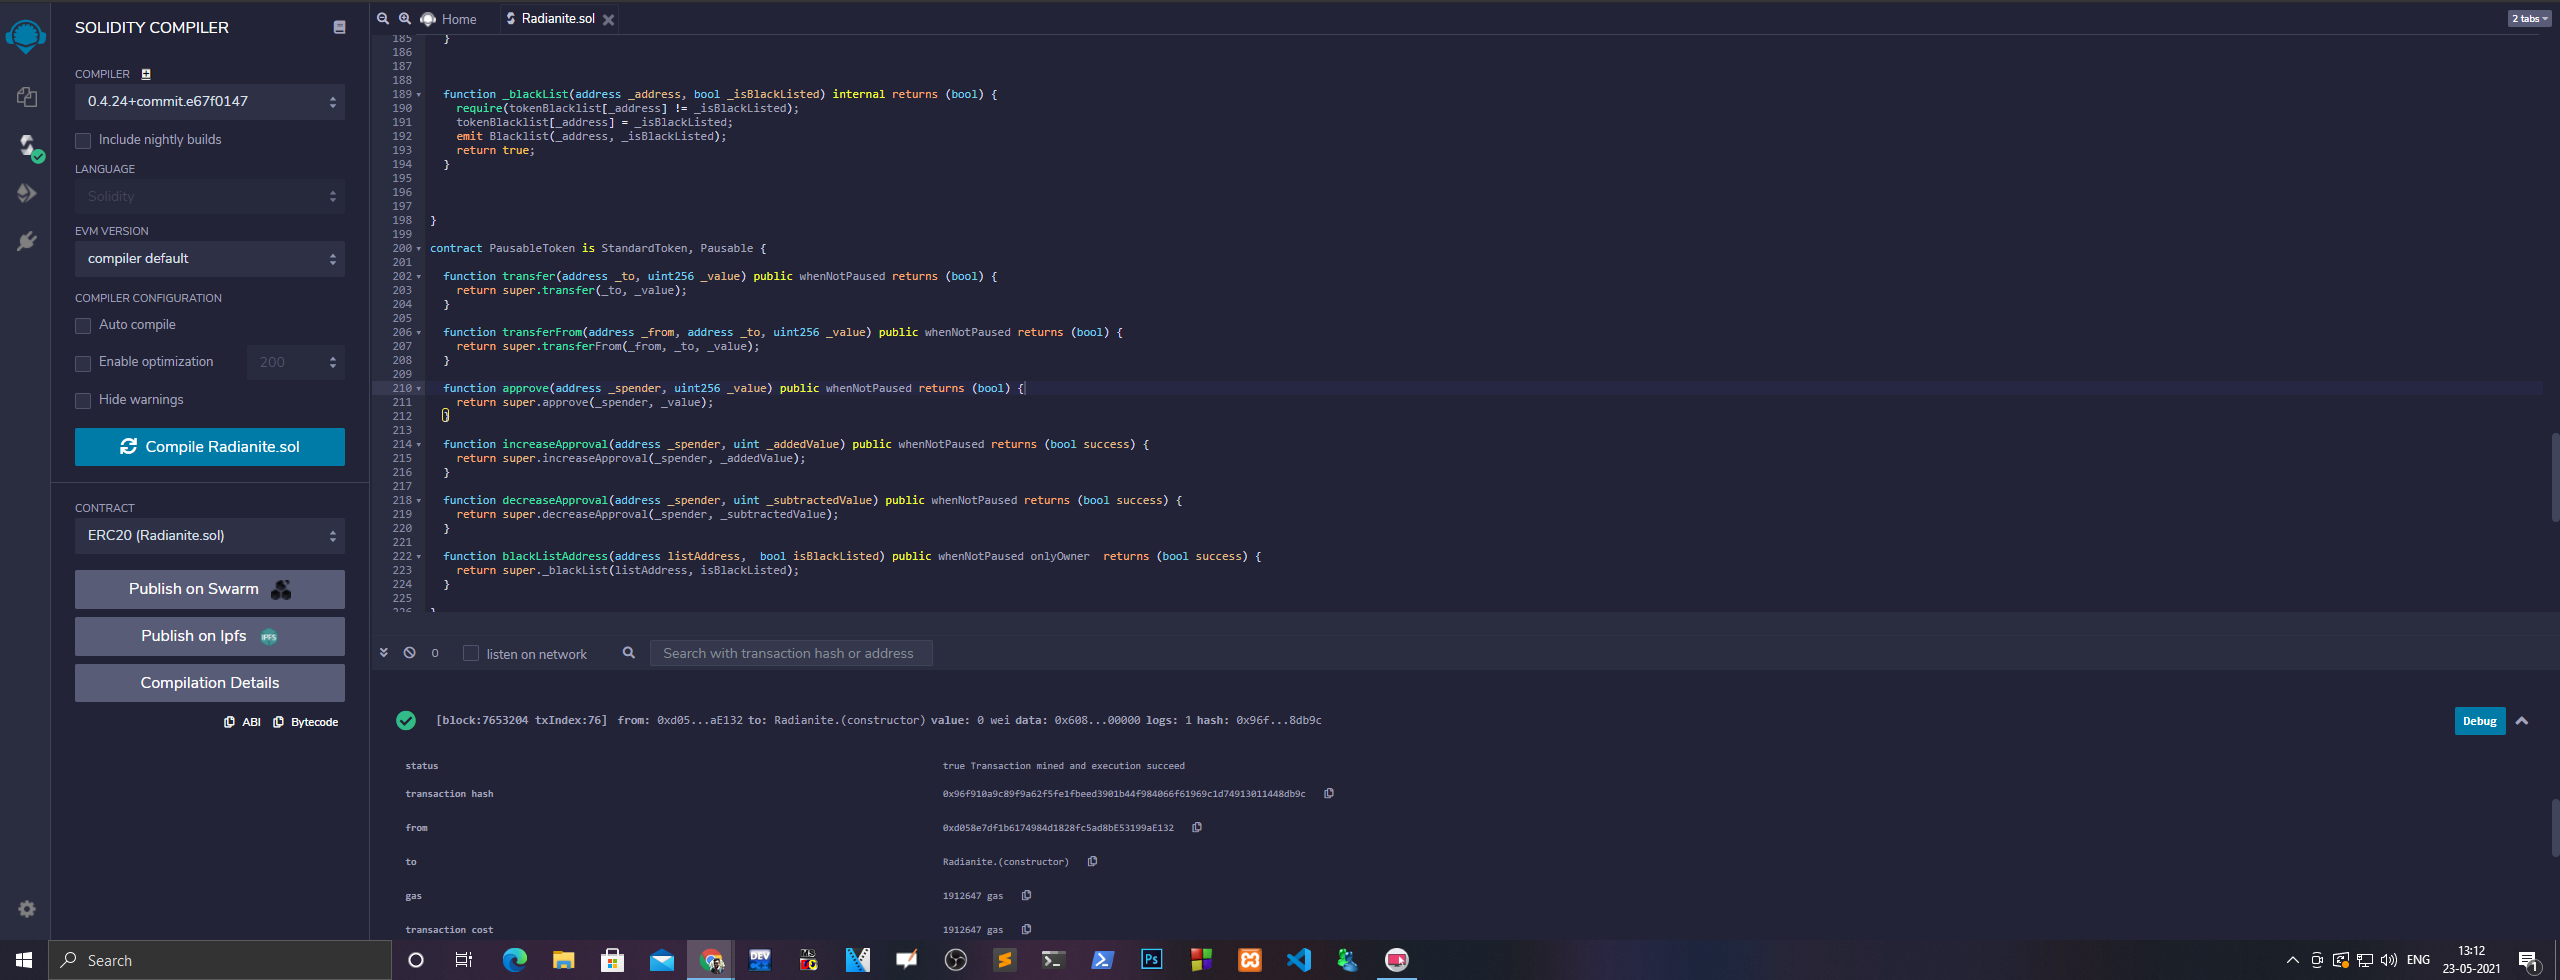 SOLIDITY COMPILER
COMPILER
0.4.24+commit.e67f0147
Include nightly builds
LANGUAGE
Solidity
EVM VERSION
compiler default
COMPILER CONFIGURATION
Auto compile
Enable optimization
200
Hide warnings
Compile Radianite.sol
CONTRACT
ERC20 (Radianite.sol)
Publish on Swarm
Publish on Ipfs
IPFS
Compilation Details
ABI
Bytecode
Home
Radianite.sol
2 tabs
185 }
186
187
188
189 function _blackList(address _address, bool _isBlackListed) internal returns (bool) {
190 require(tokenBlacklist[_address] != _isBlackListed);
191 tokenBlacklist[_address] = _isBlackListed;
192 emit Blacklist(_address, _isBlackListed);
193 return true;
194 }
195
196
197
198 }
199
200 contract PausableToken is StandardToken, Pausable {
201
202 function transfer(address _to, uint256 _value) public whenNotPaused returns (bool) {
203 return super.transfer(_to, _value);
204 }
205
206 function transferFrom(address _from, address _to, uint256 _value) public whenNotPaused returns (bool) {
207 return super.transferFrom(_from, _to, _value);
208 }
209
210 function approve(address _spender, uint256 _value) public whenNotPaused returns (bool) {
211 return super.approve(_spender, _value);
212 }
213
214 function increaseApproval(address _spender, uint _addedValue) public whenNotPaused returns (bool success) {
215 return super.increaseApproval(_spender, _addedValue);
216 }
217
218 function decreaseApproval(address _spender, uint _subtractedValue) public whenNotPaused returns (bool success) {
219 return super.decreaseApproval(_spender, _subtractedValue);
220 }
221
222 function blackListAddress(address listAddress, bool isBlackListed) public whenNotPaused onlyOwner returns (bool success) {
223 return super._blackList(listAddress, isBlackListed);
224 }
225
226 }
0
listen on network
Search with transaction hash or address
[block:7653204 txIndex:76] from: 0xd05...aE132 to: Radianite.(constructor) value: 0 wei data: 0x608...00000 logs: 1 hash: 0x96f...8db9c
Debug
status true Transaction mined and execution succeed
transaction hash 0x96f910a9c89f9a62f5fe1fbeed3901b44f984066f61969c1d74913011448db9c
from 0xd058e7df1b6174984d1828fc5ad8bE53199aE132
to Radianite.(constructor)
gas 1912647 gas
transaction cost 1912647 gas
Search
DEV
Ps
ENG
13:12
23-05-2021
1